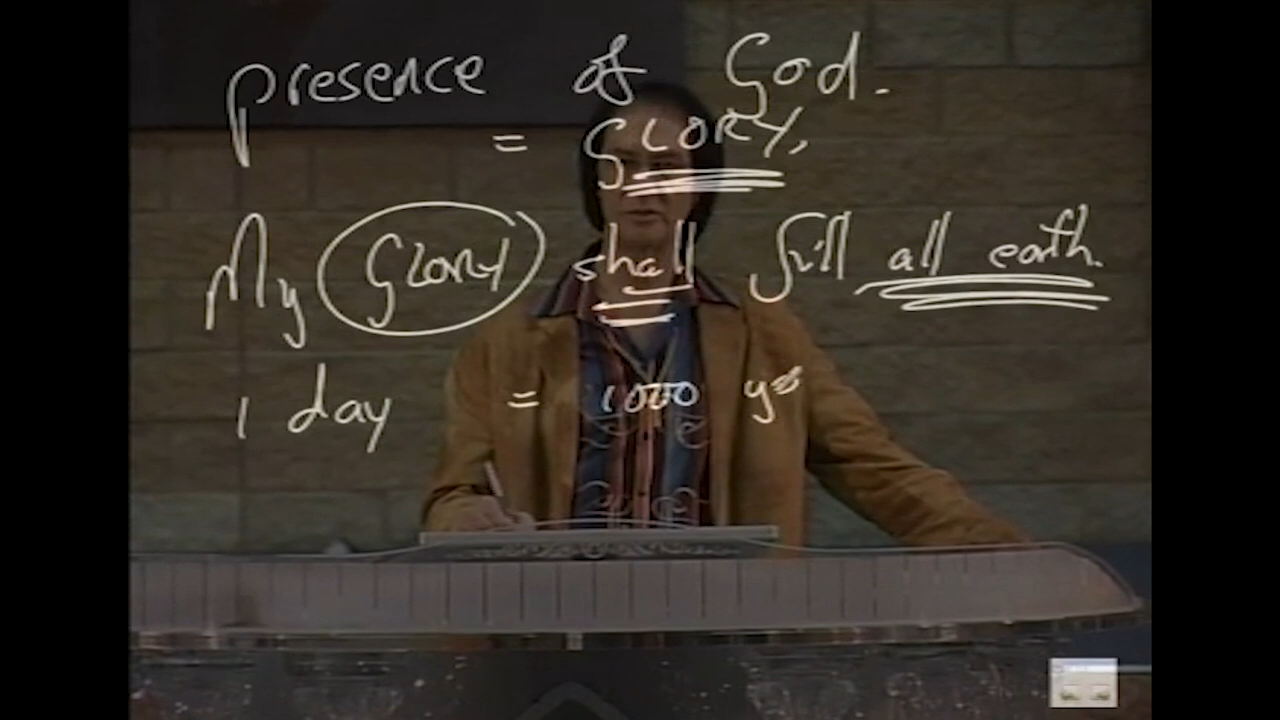 presence of God.
= GLORY,
My GLORY shall fill all earth.
1 day = 1000 yrs